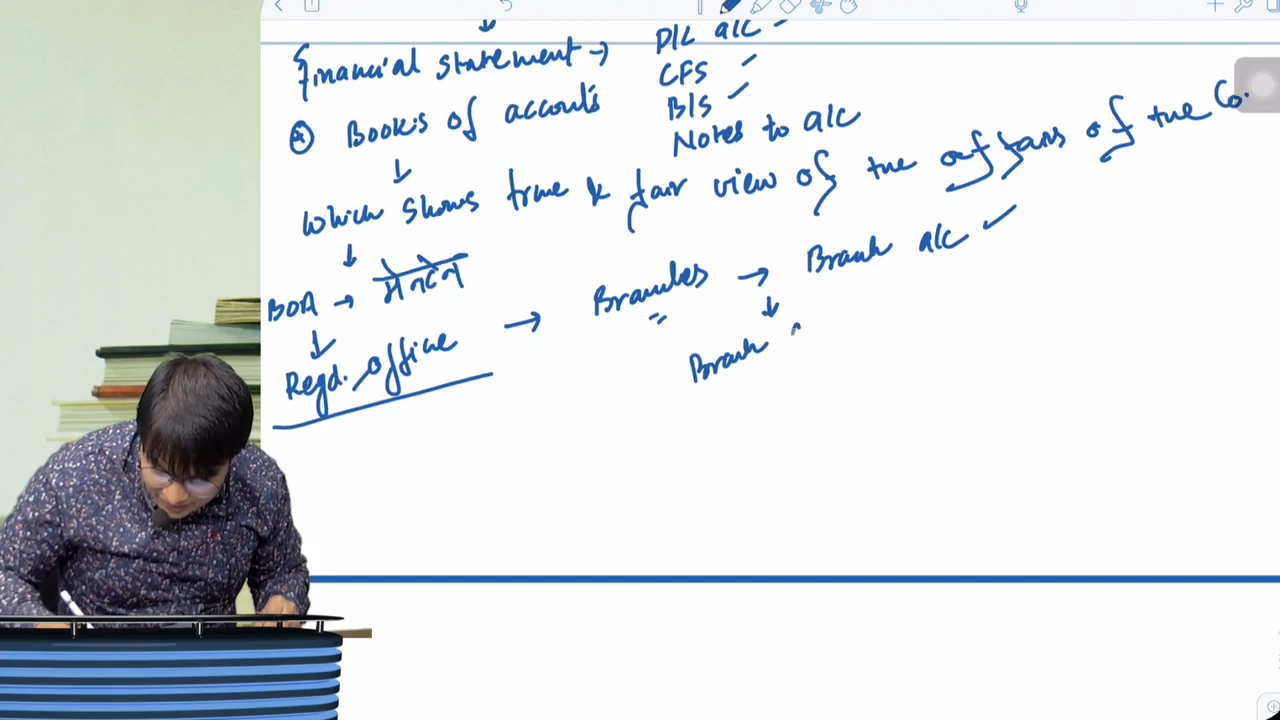 P/L a/c
Financial statement →
CFS
B/S
Notes to a/c
Books of accounts
which shows true & fair view of the affairs of the Co.
BOA →
Regd. office → Branches → Branch a/c
Branch